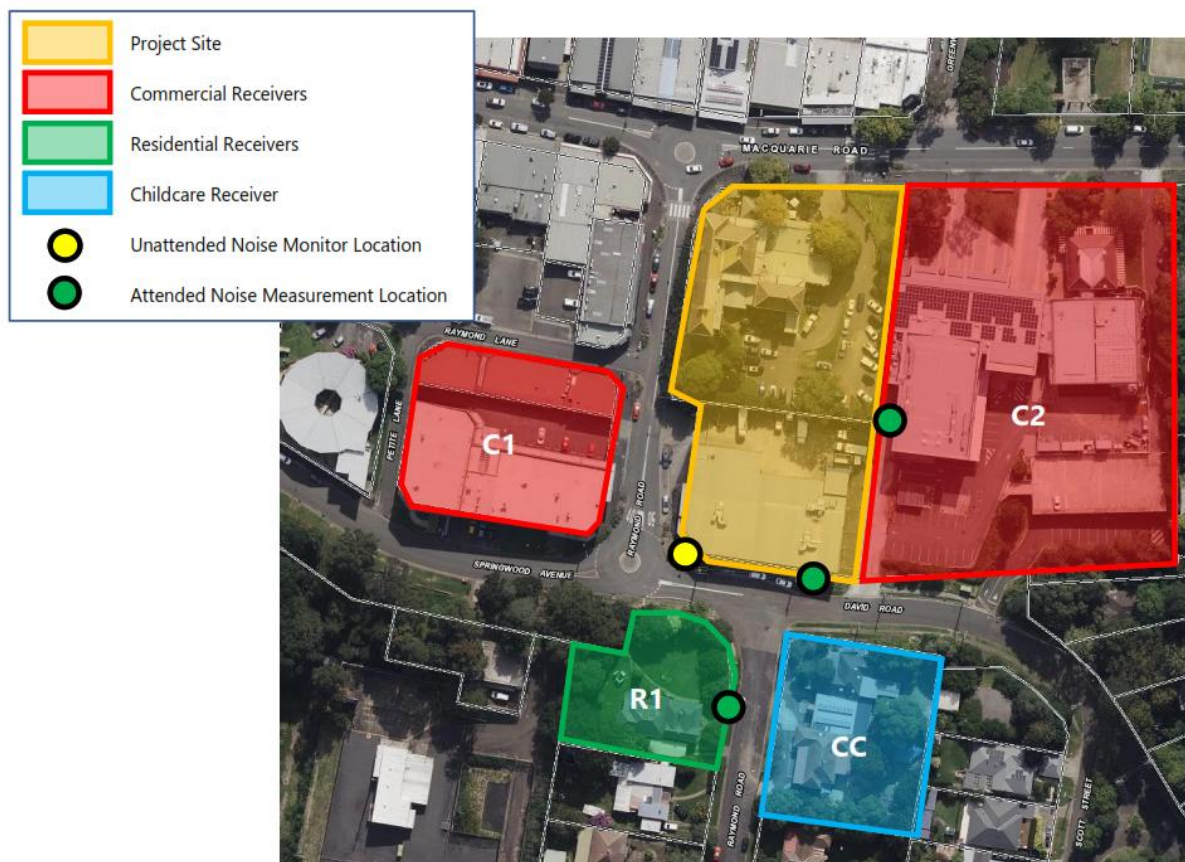 Project Site
Commercial Receivers
Residential Receivers
Childcare Receiver
Unattended Noise Monitor Location
Attended Noise Measurement Location
MACQUARIE ROAD
RAYMOND LANE
PETITE LANE
C1
C2
RAYMOND ROAD
SPRINGWOOD AVENUE
DAVID ROAD
R1
CC
RAYMOND ROAD
SCOTT STREET